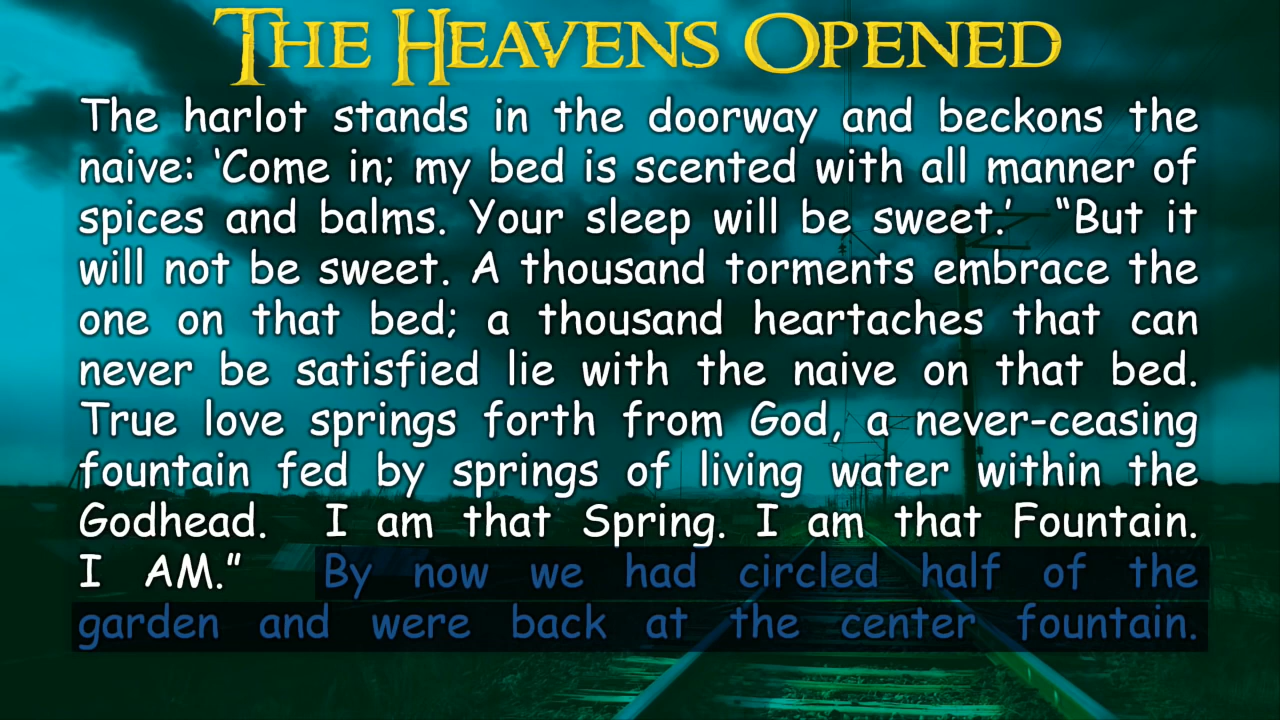 THE HEAVENS OPENED
The harlot stands in the doorway and beckons the
naive: ‘Come in; my bed is scented with all manner of
spices and balms. Your sleep will be sweet.’ “But it
will not be sweet. A thousand torments embrace the
one on that bed; a thousand heartaches that can
never be satisfied lie with the naive on that bed.
True love springs forth from God, a never-ceasing
fountain fed by springs of living water within the
Godhead. I am that Spring. I am that Fountain.
I AM.” By now we had circled half of the
garden and were back at the center fountain.